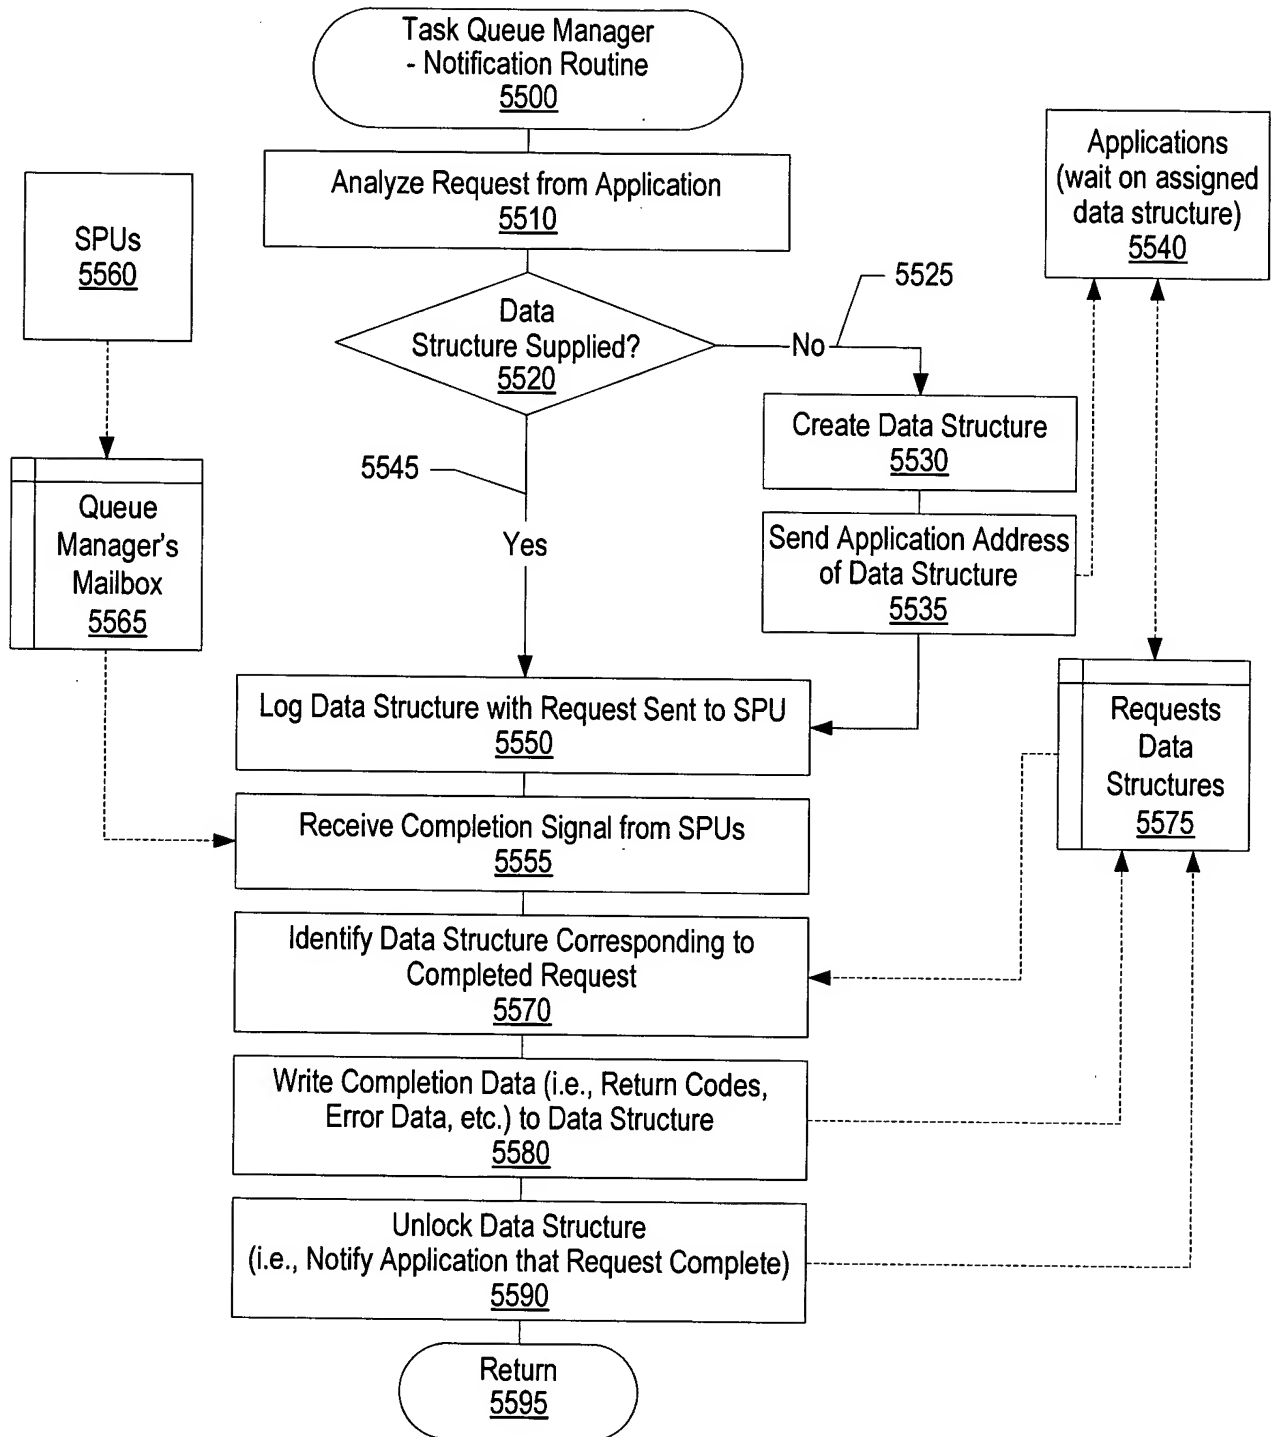 Task Queue Manager
- Notification Routine
5500
Analyze Request from Application
5510
Applications
(wait on assigned
data structure)
5540
SPUs
5560
5525
Data
Structure Supplied?
5520
No
Create Data Structure
5530
5545
Queue
Manager's
Mailbox
5565
Yes
Send Application Address
of Data Structure
5535
Log Data Structure with Request Sent to SPU
5550
Requests
Data
Structures
5575
Receive Completion Signal from SPUs
5555
Identify Data Structure Corresponding to
Completed Request
5570
Write Completion Data (i.e., Return Codes,
Error Data, etc.) to Data Structure
5580
Unlock Data Structure
(i.e., Notify Application that Request Complete)
5590
Return
5595